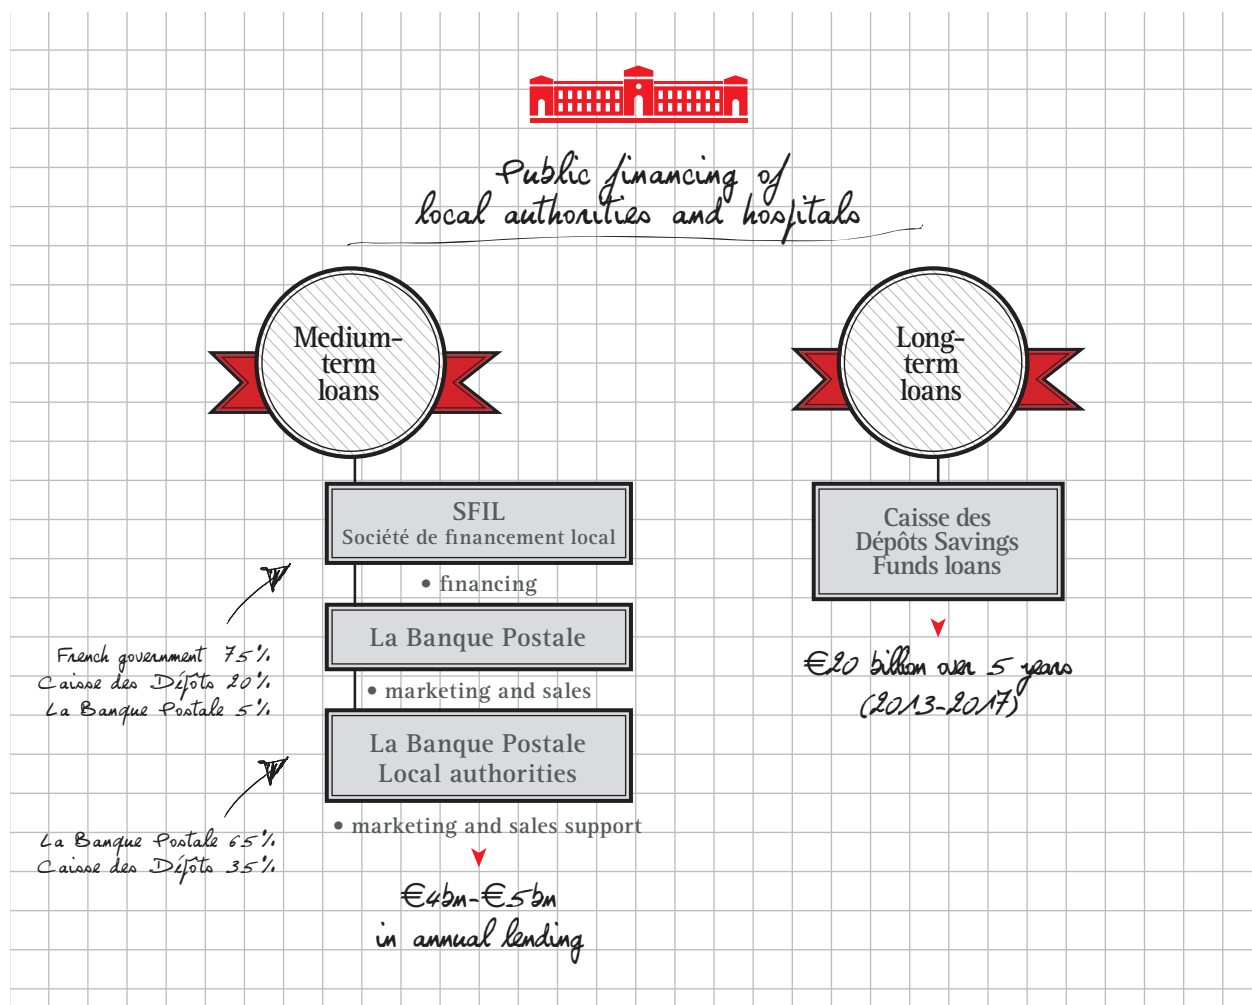 Public financing of
local authorities and hospitals
Medium-
term
loans
SFIL
Société de financement local
• financing
La Banque Postale
• marketing and sales
La Banque Postale
Local authorities
• marketing and sales support
€4bn-€5bn
in annual lending
French government 75%
Caisse des Dépôts 20%
La Banque Postale 5%
La Banque Postale 65%
Caisse des Dépôts 35%
Long-
term
loans
Caisse des
Dépôts Savings
Funds loans
€20 billion over 5 years
(2013-2017)